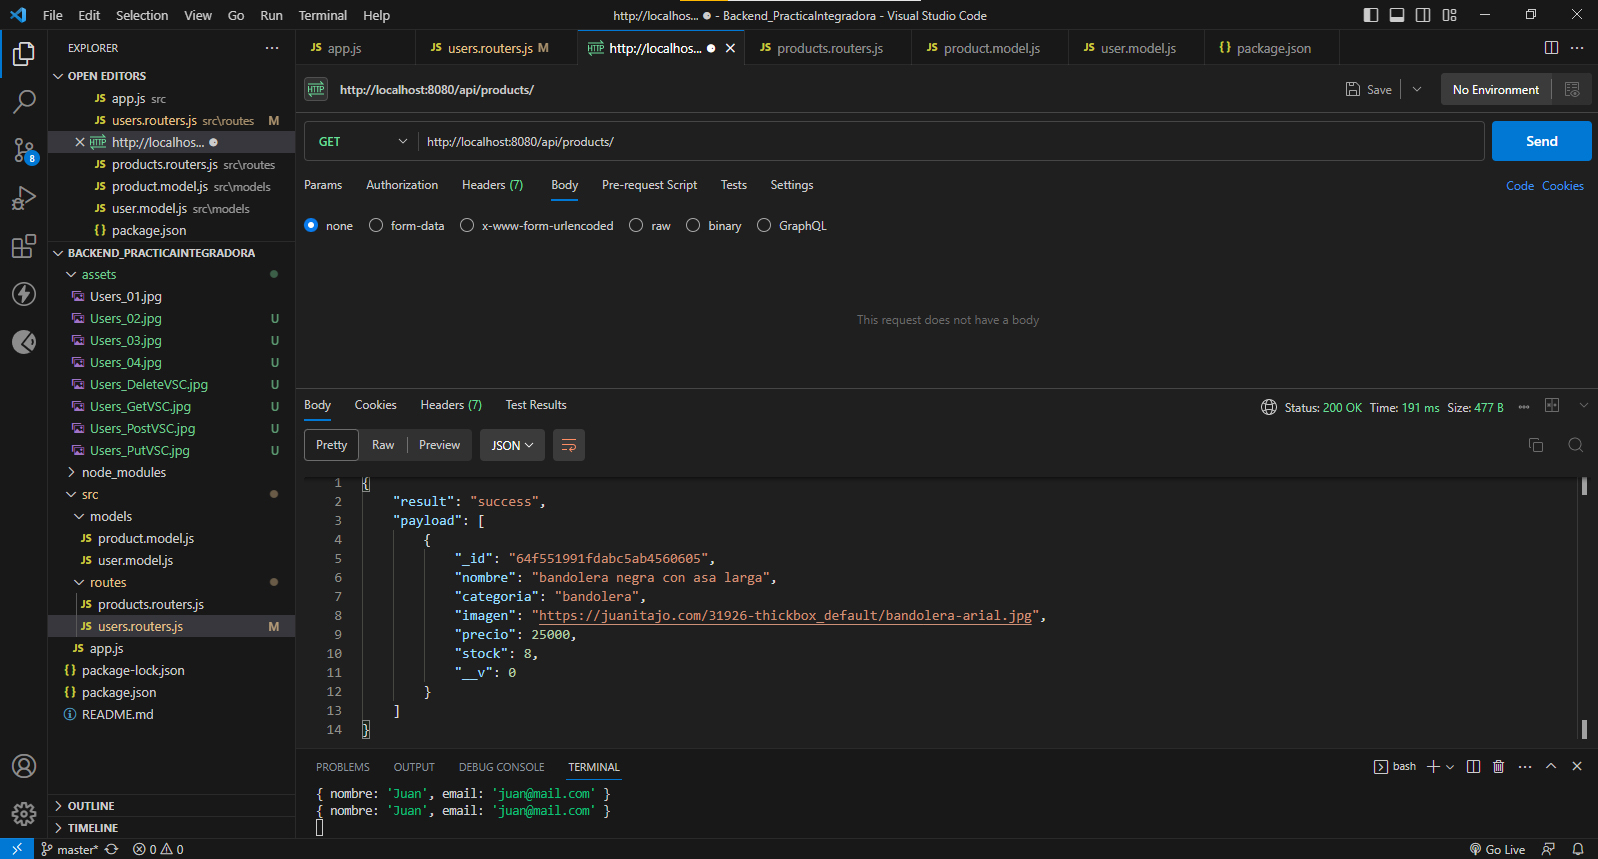 File Edit Selection View Go Run Terminal Help
http://localhos... ● - Backend_PracticaIntegradora - Visual Studio Code
EXPLORER
OPEN EDITORS
JS app.js src
JS users.routers.js src\routes M
HTTP http://localhos...
JS products.routers.js src\routes
JS product.model.js src\models
JS user.model.js src\models
{} package.json
BACKEND_PRACTICAINTEGRADORA
assets
Users_01.jpg
Users_02.jpg U
Users_03.jpg U
Users_04.jpg U
Users_DeleteVSC.jpg U
Users_GetVSC.jpg U
Users_PostVSC.jpg U
Users_PutVSC.jpg U
node_modules
src
models
JS product.model.js
JS user.model.js
routes
JS products.routers.js
JS users.routers.js M
JS app.js
{} package-lock.json
{} package.json
README.md
OUTLINE
TIMELINE
8
JS app.js
JS users.routers.js M
HTTP http://localhos...
JS products.routers.js
JS product.model.js
JS user.model.js
{} package.json
HTTP http://localhost:8080/api/products/
Save
No Environment
GET http://localhost:8080/api/products/
Send
Params Authorization Headers (7) Body Pre-request Script Tests Settings
Code Cookies
none form-data x-www-form-urlencoded raw binary GraphQL
This request does not have a body
Body Cookies Headers (7) Test Results
Status: 200 OK Time: 191 ms Size: 477 B
Pretty Raw Preview JSON
1 {
2 "result": "success",
3 "payload": [
4 {
5 "_id": "64f551991fdabc5ab4560605",
6 "nombre": "bandolera negra con asa larga",
7 "categoria": "bandolera",
8 "imagen": "https://juanitajo.com/31926-thickbox_default/bandolera-arial.jpg",
9 "precio": 25000,
10 "stock": 8,
11 "__v": 0
12 }
13 ]
14 }
PROBLEMS OUTPUT DEBUG CONSOLE TERMINAL
bash
{ nombre: 'Juan', email: 'juan@mail.com' }
{ nombre: 'Juan', email: 'juan@mail.com' }
master* 0 0
Go Live